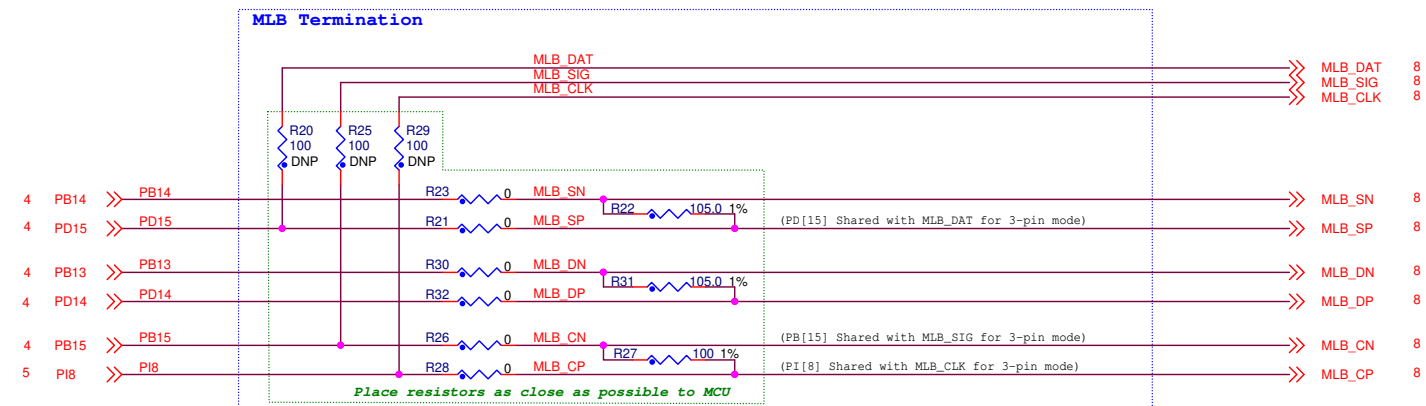 MLB Termination
MLB_DAT
MLB_DAT 8
MLB_SIG
MLB_SIG 8
MLB_CLK
MLB_CLK 8
R20 R25 R29
100 100 100
DNP DNP DNP
4 PB14 PB14 R23 0 MLB_SN MLB_SN 8
R22 105.0 1%
4 PD15 PD15 R21 0 MLB_SP (PD[15] Shared with MLB_DAT for 3-pin mode) MLB_SP 8
4 PB13 PB13 R30 0 MLB_DN MLB_DN 8
R31 105.0 1%
4 PD14 PD14 R32 0 MLB_DP MLB_DP 8
4 PB15 PB15 R26 0 MLB_CN (PB[15] Shared with MLB_SIG for 3-pin mode) MLB_CN 8
R27 100 1%
5 PI8 PI8 R28 0 MLB_CP (PI[8] Shared with MLB_CLK for 3-pin mode) MLB_CP 8
Place resistors as close as possible to MCU